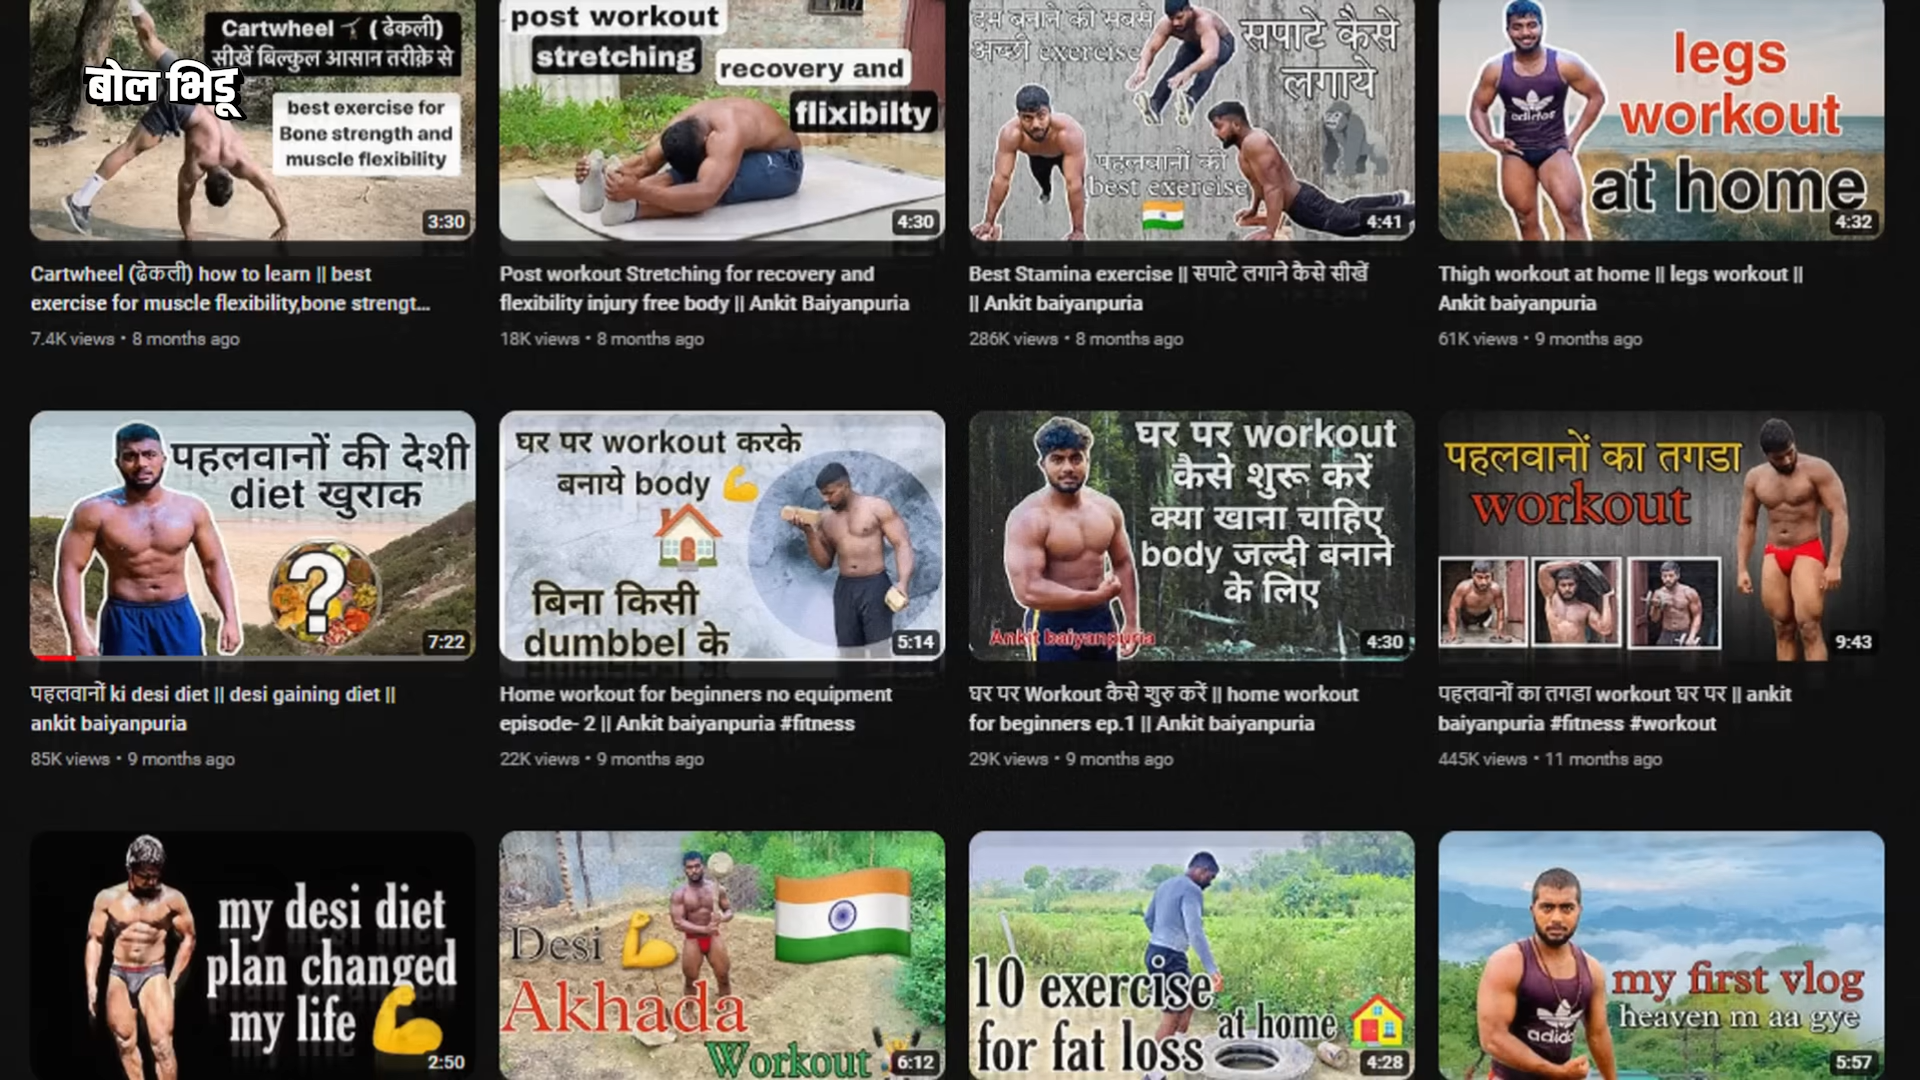 बोल भिडू
Cartwheel (ढेकली)
सीखें बिल्कुल आसान तरीक़े से
best exercise for
Bone strength and
muscle flexibility
3:30
Cartwheel (ढेकली) how to learn || best
exercise for muscle flexibility,bone strengt...
7.4K views • 8 months ago
post workout
stretching
recovery and
flixibilty
4:30
Post workout Stretching for recovery and
flexibility injury free body || Ankit Baiyanpuria
18K views • 8 months ago
दम बनाने की सबसे
अच्छी exercise
सपाटे कैसे
लगाये
पहलवानों की
best exercise
4:41
Best Stamina exercise || सपाटे लगाने कैसे सीखें
|| Ankit baiyanpuria
286K views • 8 months ago
legs
workout
at home
adidas
4:32
Thigh workout at home || legs workout ||
Ankit baiyanpuria
61K views • 9 months ago
पहलवानों की देशी
diet खुराक
?
7:22
पहलवानों ki desi diet || desi gaining diet ||
ankit baiyanpuria
85K views • 9 months ago
घर पर workout करके
बनाये body
बिना किसी
dumbbel के
5:14
Home workout for beginners no equipment
episode- 2 || Ankit baiyanpuria #fitness
22K views • 9 months ago
घर पर workout
कैसे शुरू करें
क्या खाना चाहिए
body जल्दी बनाने
के लिए
Ankit baiyanpuria
4:30
घर पर Workout कैसे शुरु करें || home workout
for beginners ep.1 || Ankit baiyanpuria
29K views • 9 months ago
पहलवानों का तगडा
workout
9:43
पहलवानों का तगडा workout घर पर || ankit
baiyanpuria #fitness #workout
445K views • 11 months ago
my desi diet
plan changed
my life
2:50
Desi
Akhada
Workout
6:12
10 exercise
for fat loss
at home
4:28
my first vlog
heaven m aa gye
adidas
5:57